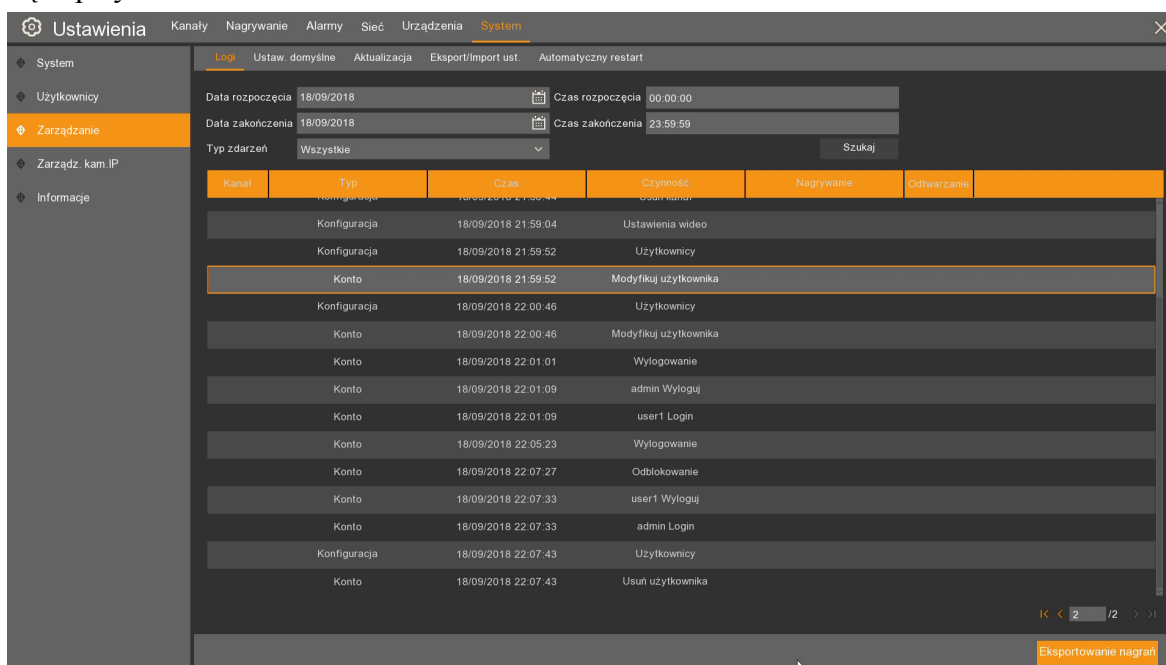 Ustawienia Kanały Nagrywanie Alarmy Sieć Urządzenia System
System
Użytkownicy
Zarządzanie
Zarządz. kam.IP
Informacje
Logi Ustaw. domyślne Aktualizacja Eksport/Import ust. Automatyczny restart
Data rozpoczęcia 18/09/2018 Czas rozpoczęcia 00:00:00
Data zakończenia 18/09/2018 Czas zakończenia 23:59:59
Typ zdarzeń Wszystkie Szukaj
Kanał Typ Czas Czynność Nagrywanie Odtwarzanie
Konfiguracja 18/09/2018 21:59:04 Ustawienia wideo
Konfiguracja 18/09/2018 21:59:52 Użytkownicy
Konto 18/09/2018 21:59:52 Modyfikuj użytkownika
Konfiguracja 18/09/2018 22:00:46 Użytkownicy
Konto 18/09/2018 22:00:46 Modyfikuj użytkownika
Konto 18/09/2018 22:01:01 Wylogowanie
Konto 18/09/2018 22:01:09 admin Wyloguj
Konto 18/09/2018 22:01:09 user1 Login
Konto 18/09/2018 22:05:23 Wylogowanie
Konto 18/09/2018 22:07:27 Odblokowanie
Konto 18/09/2018 22:07:33 user1 Wyloguj
Konto 18/09/2018 22:07:33 admin Login
Konfiguracja 18/09/2018 22:07:43 Użytkownicy
Konto 18/09/2018 22:07:43 Usuń użytkownika
2 /2
Eksportowanie nagrań